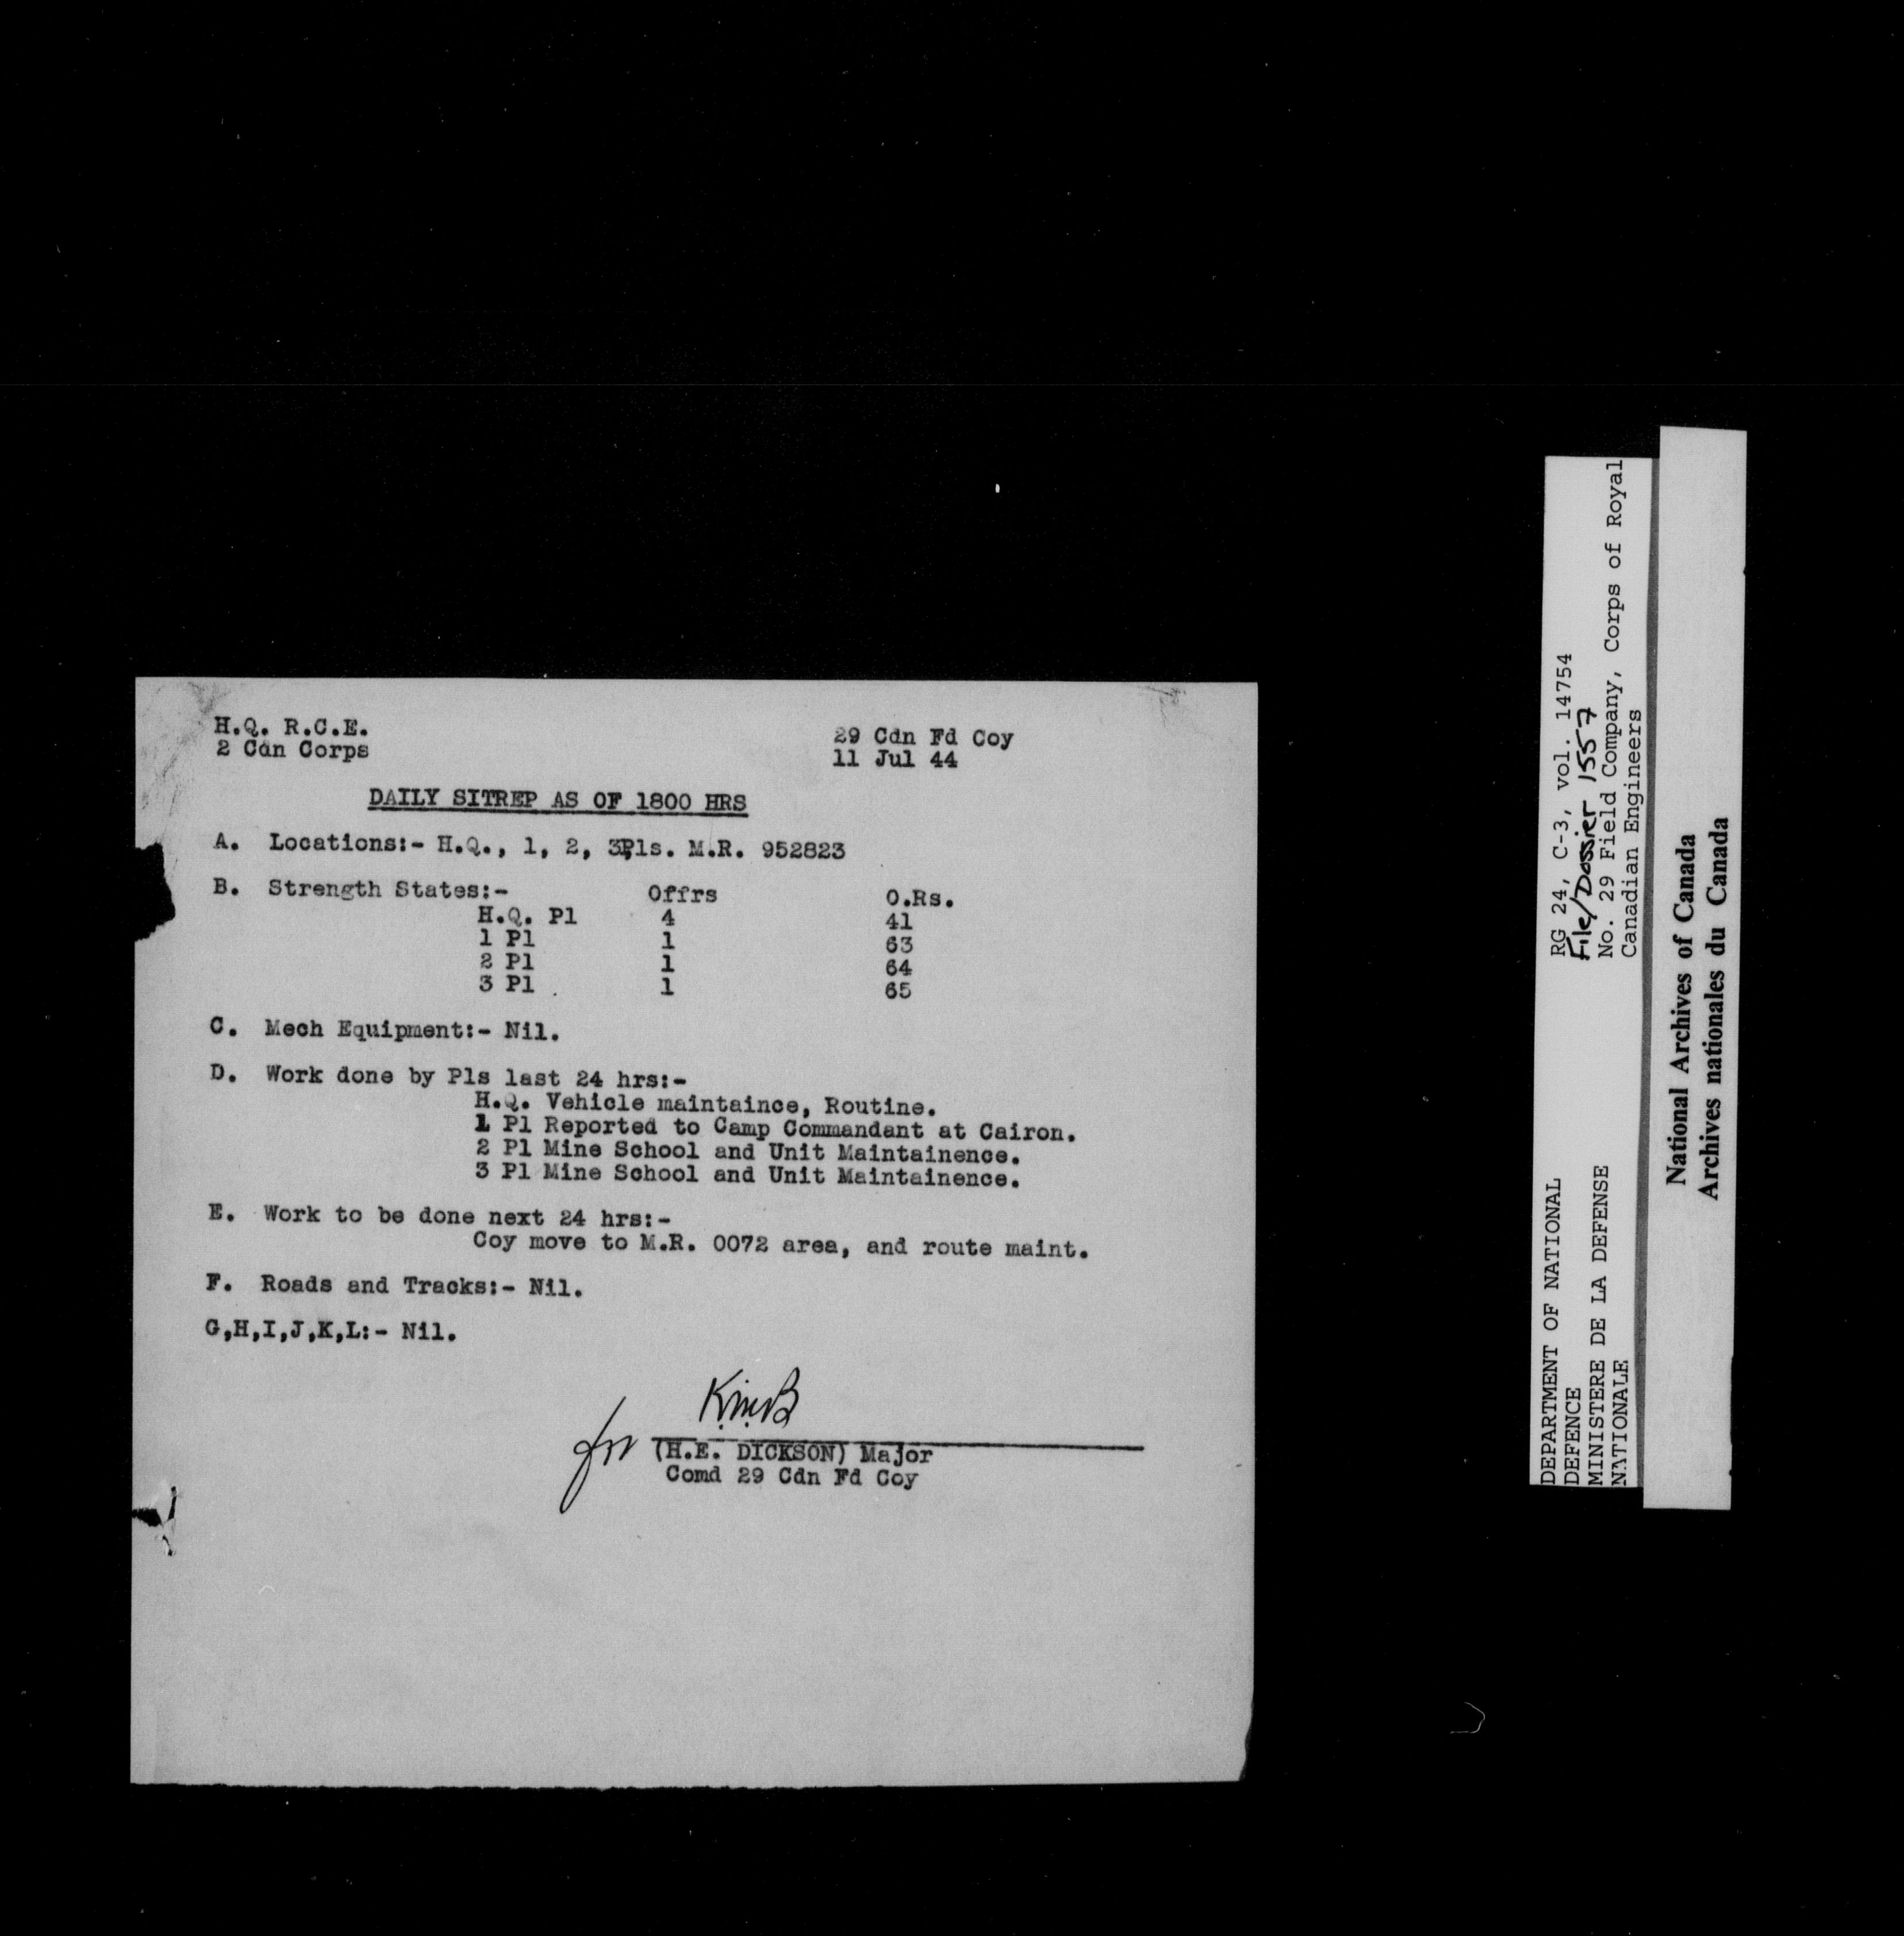 H.Q. R.C.E.
2 Cdn Corps
29 Cdn Fd Coy
11 Jul 44
DAILY SITREP AS OF 1800 HRS
A. Locations:- H.Q., 1, 2, 3Pls. M.R. 952823
B. Strength States:- Offrs O.Rs.
H.Q. Pl 4 41
1 Pl 1 63
2 Pl 1 64
3 Pl 1 65
C. Mech Equipment:- Nil.
D. Work done by Pls last 24 hrs:-
H.Q. Vehicle maintaince, Routine.
1 Pl Reported to Camp Commandant at Cairon.
2 Pl Mine School and Unit Maintainence.
3 Pl Mine School and Unit Maintainence.
E. Work to be done next 24 hrs:-
Coy move to M.R. 0072 area, and route maint.
F. Roads and Tracks:- Nil.
G,H,I,J,K,L:- Nil.
for (H.E. DICKSON) Major
Comd 29 Cdn Fd Coy
DEPARTMENT OF NATIONAL
DEFENCE
MINISTERE DE LA DEFENSE
NATIONALE
RG 24, C-3, vol. 14754
File/Dossier 1557
No. 29 Field Company, Corps of Royal
Canadian Engineers
National Archives of Canada
Archives nationales du Canada